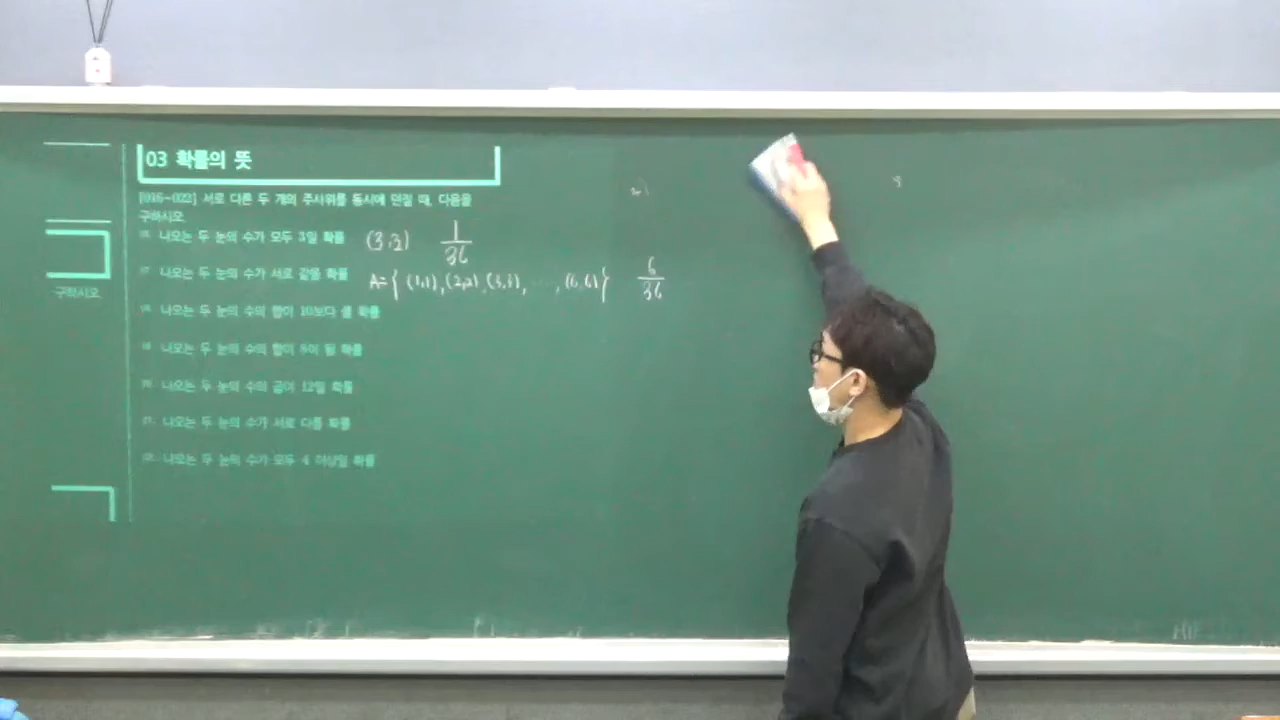 03 확률의 뜻
[016-022] 서로 다른 두 개의 주사위를 동시에 던질 때, 다음을
구하시오.
나오는 두 눈의 수가 모두 3일 확률 (3,3) 1/36
나오는 두 눈의 수가 서로 같을 확률 A={(1,1),(2,2),(3,3), ... ,(6,6)} 6/36
구하시오.
나오는 두 눈의 수의 합이 10보다 클 확률
나오는 두 눈의 수의 합이 8이 될 확률
나오는 두 눈의 수의 곱이 12일 확률
나오는 두 눈의 수가 서로 다를 확률
나오는 두 눈의 수가 모두 4 이상일 확률